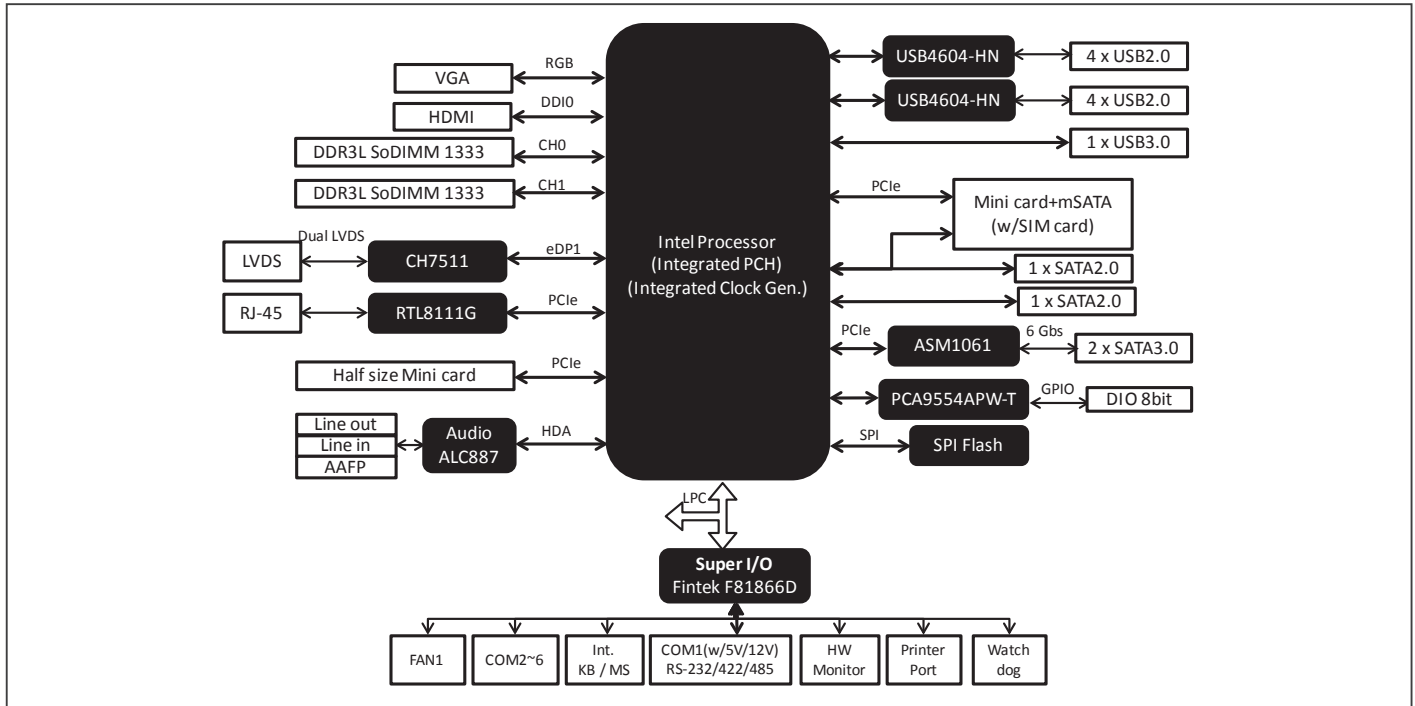 VGA
RGB
HDMI
DDI0
DDR3L SoDIMM 1333
CH0
DDR3L SoDIMM 1333
CH1
LVDS
Dual LVDS
CH7511
eDP1
RJ-45
RTL8111G
PCIe
Half size Mini card
PCIe
Line out
Line in
AAFP
Audio
ALC887
HDA
Intel Processor
(Integrated PCH)
(Integrated Clock Gen.)
USB4604-HN
4 x USB2.0
USB4604-HN
4 x USB2.0
1 x USB3.0
PCIe
Mini card+mSATA
(w/SIM card)
1 x SATA2.0
1 x SATA2.0
PCIe
ASM1061
6 Gbs
2 x SATA3.0
PCA9554APW-T
GPIO
DIO 8bit
SPI
SPI Flash
LPC
Super I/O
Fintek F81866D
FAN1
COM2~6
Int.
KB / MS
COM1(w/5V/12V)
RS-232/422/485
HW
Monitor
Printer
Port
Watch
dog